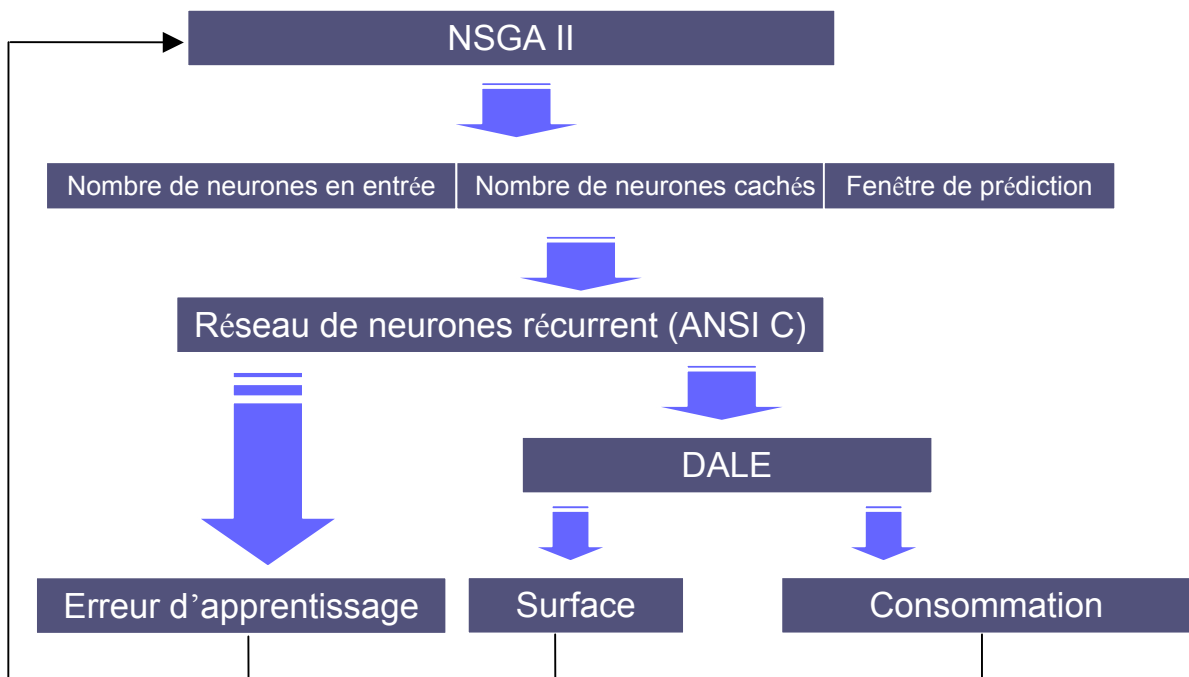 NSGA II
Nombre de neurones en entrée
Nombre de neurones cachés
Fenêtre de prédiction
Réseau de neurones récurrent (ANSI C)
DALE
Erreur d’apprentissage
Surface
Consommation